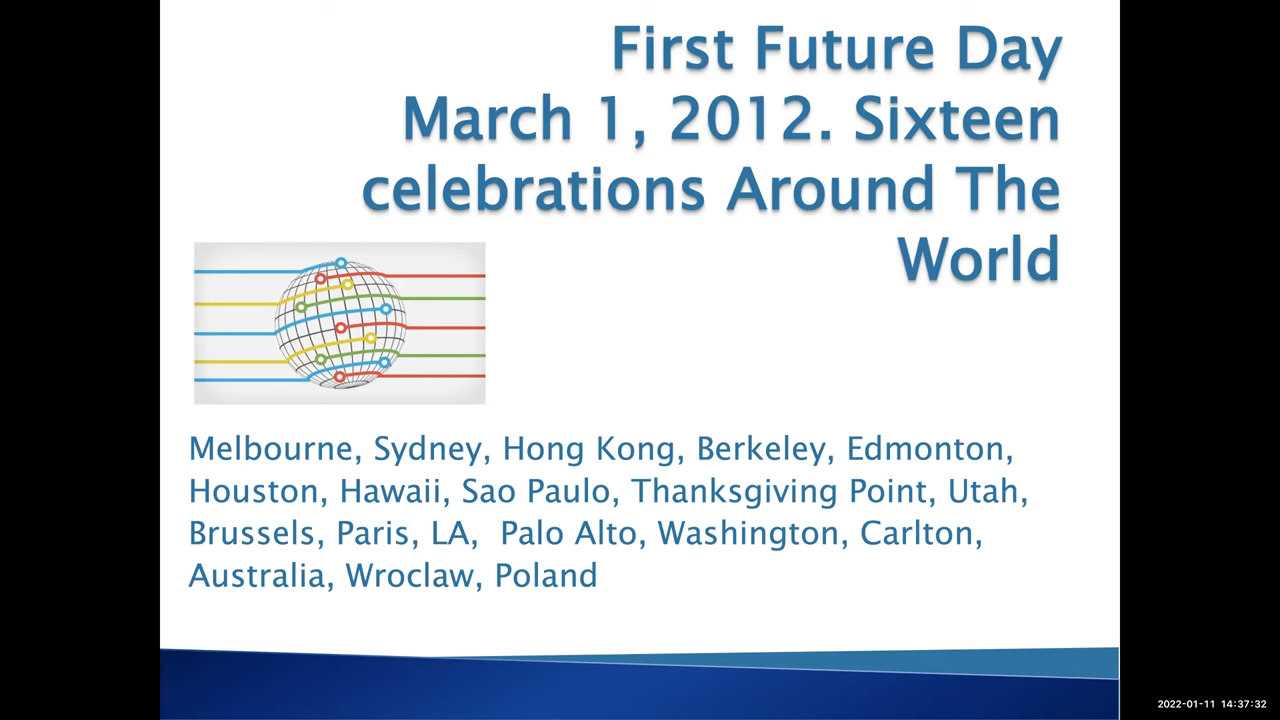 First Future Day
March 1, 2012. Sixteen
celebrations Around The
World
Melbourne, Sydney, Hong Kong, Berkeley, Edmonton,
Houston, Hawaii, Sao Paulo, Thanksgiving Point, Utah,
Brussels, Paris, LA,  Palo Alto, Washington, Carlton,
Australia, Wroclaw, Poland
2022-01-11 14:37:32